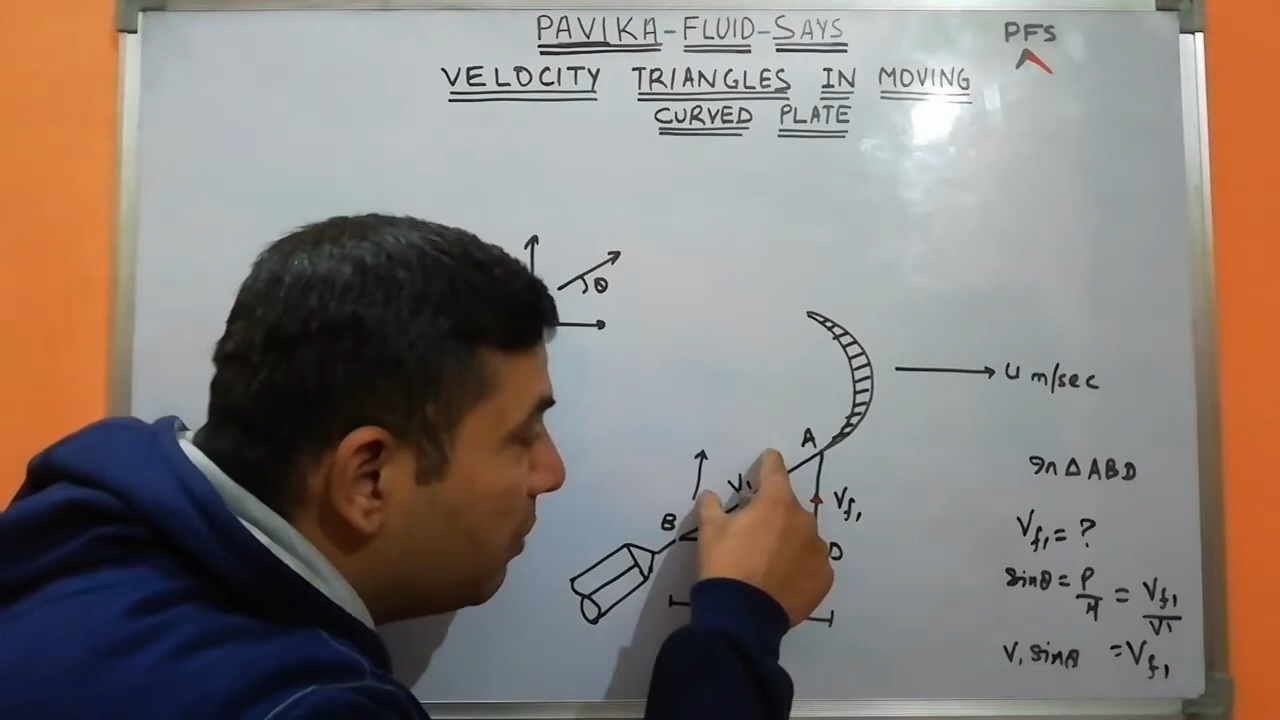 PAVIKA-FLUID-SAYS
PFS
VELOCITY TRIANGLES IN MOVING
CURVED PLATE
θ
u m/sec
A
V1
Vf1
B
D
In Δ ABD
Vf1 = ?
sinθ = P/H = Vf1/V1
V1 sinθ = Vf1